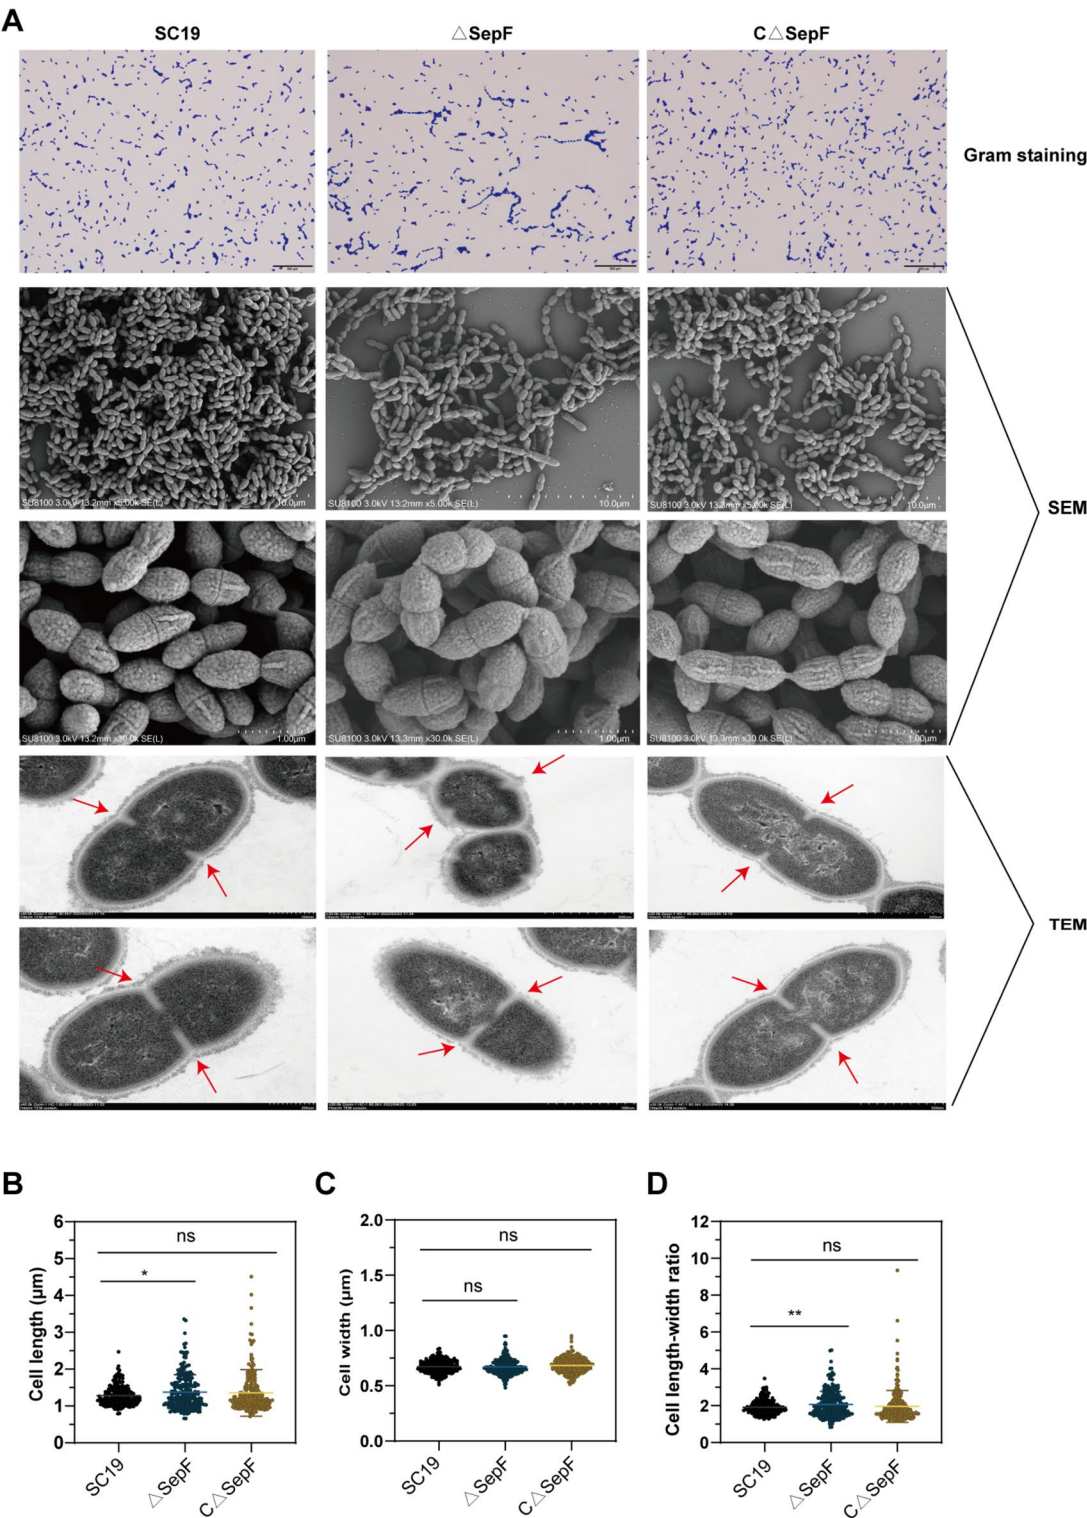 A
SC19
△SepF
C△SepF
Gram staining
SU8100 3.0kV 13.2mm x5.00k SE(L)
10.0µm
SU8100 3.0kV 13.2mm x5.00k SE(L)
10.0µm
SU8100 3.0kV 13.3mm x5.00k SE(L)
10.0µm
SEM
SU8100 3.0kV 13.2mm x30.0k SE(L)
1.00µm
SU8100 3.0kV 13.3mm x30.0k SE(L)
1.00µm
SU8100 3.0kV 13.3mm x30.0k SE(L)
1.00µm
TEM
B
Cell length (µm)
6
5
4
3
2
1
0
ns
*
SC19
△SepF
C△SepF
C
Cell width (µm)
2.0
1.5
1.0
0.5
0.0
ns
ns
SC19
△SepF
C△SepF
D
Cell length-width ratio
12
10
8
6
4
2
0
ns
**
SC19
△SepF
C△SepF